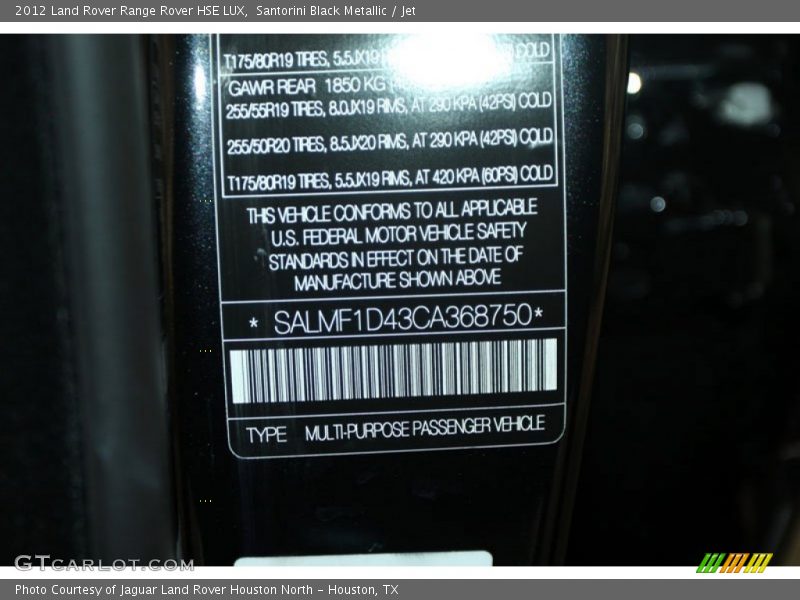 2012 Land Rover Range Rover HSE LUX, Santorini Black Metallic / Jet
T175/80R19 TIRES, 5.5JX19 COLD
GAWR REAR 1850 KG
255/55R19 TIRES, 8.0JX19 RIMS, AT 290 KPA (42PSI) COLD
255/50R20 TIRES, 8.5JX20 RIMS, AT 290 KPA (42PSI) COLD
T175/80R19 TIRES, 5.5JX19 RIMS, AT 420 KPA (60PSI) COLD
THIS VEHICLE CONFORMS TO ALL APPLICABLE
U.S. FEDERAL MOTOR VEHICLE SAFETY
STANDARDS IN EFFECT ON THE DATE OF
MANUFACTURE SHOWN ABOVE
* SALMF1D43CA368750*
TYPE MULTI-PURPOSE PASSENGER VEHICLE
GTCARLOT.COM
Photo Courtesy of Jaguar Land Rover Houston North - Houston, TX